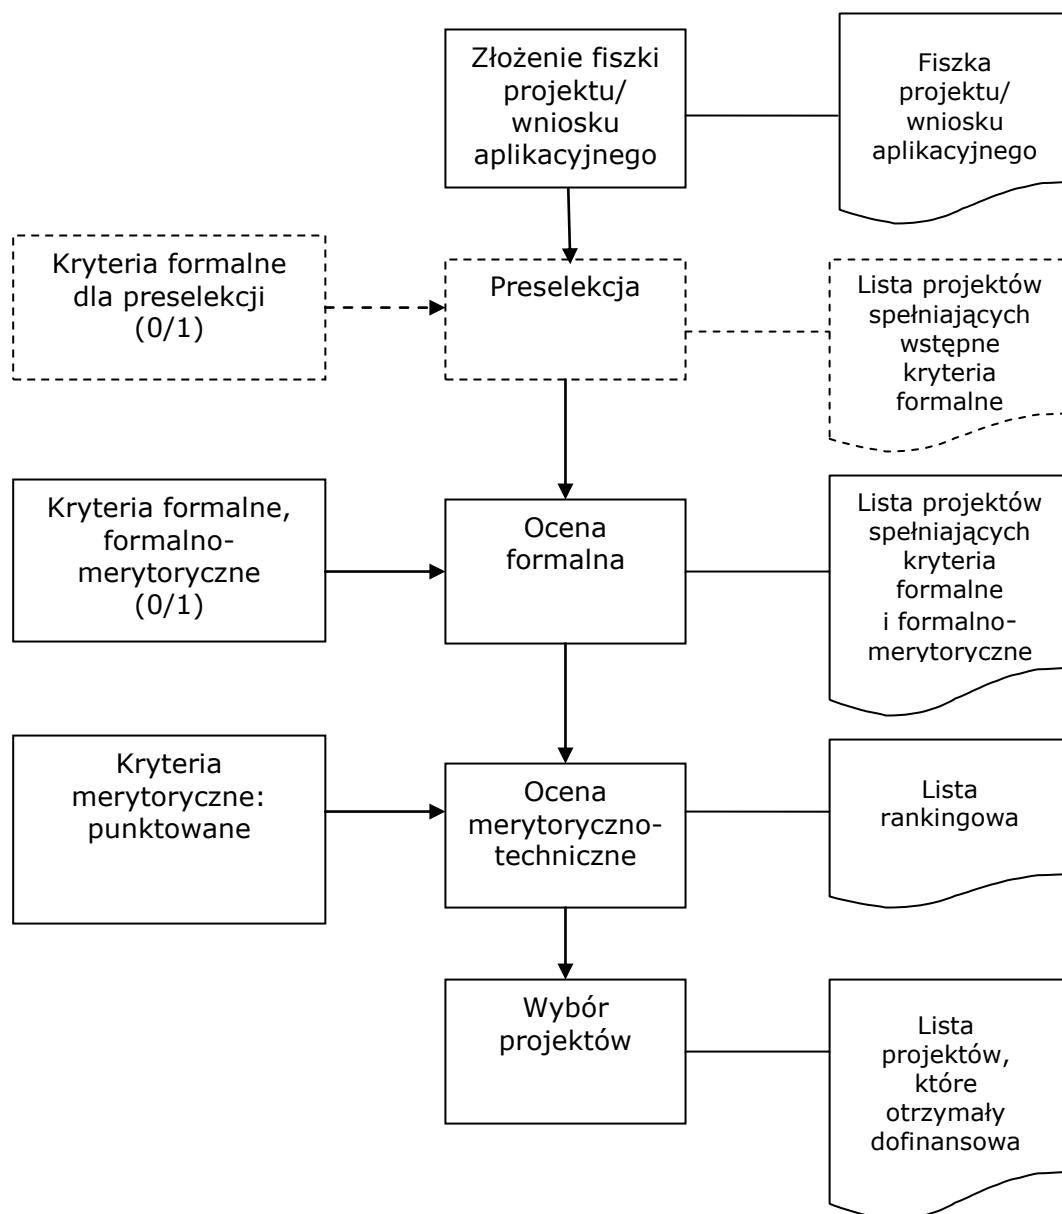 Złożenie fiszki
projektu/
wniosku
aplikacyjnego
Fiszka
projektu/
wniosku
aplikacyjnego
Kryteria formalne
dla preselekcji
(0/1)
Preselekcja
Lista projektów
spełniających
wstępne
kryteria
formalne
Kryteria formalne,
formalno-
merytoryczne
(0/1)
Ocena
formalna
Lista projektów
spełniających
kryteria
formalne
i formalno-
merytoryczne
Kryteria
merytoryczne:
punktowane
Ocena
merytoryczno-
techniczne
Lista
rankingowa
Wybór
projektów
Lista
projektów,
które
otrzymały
dofinansowa